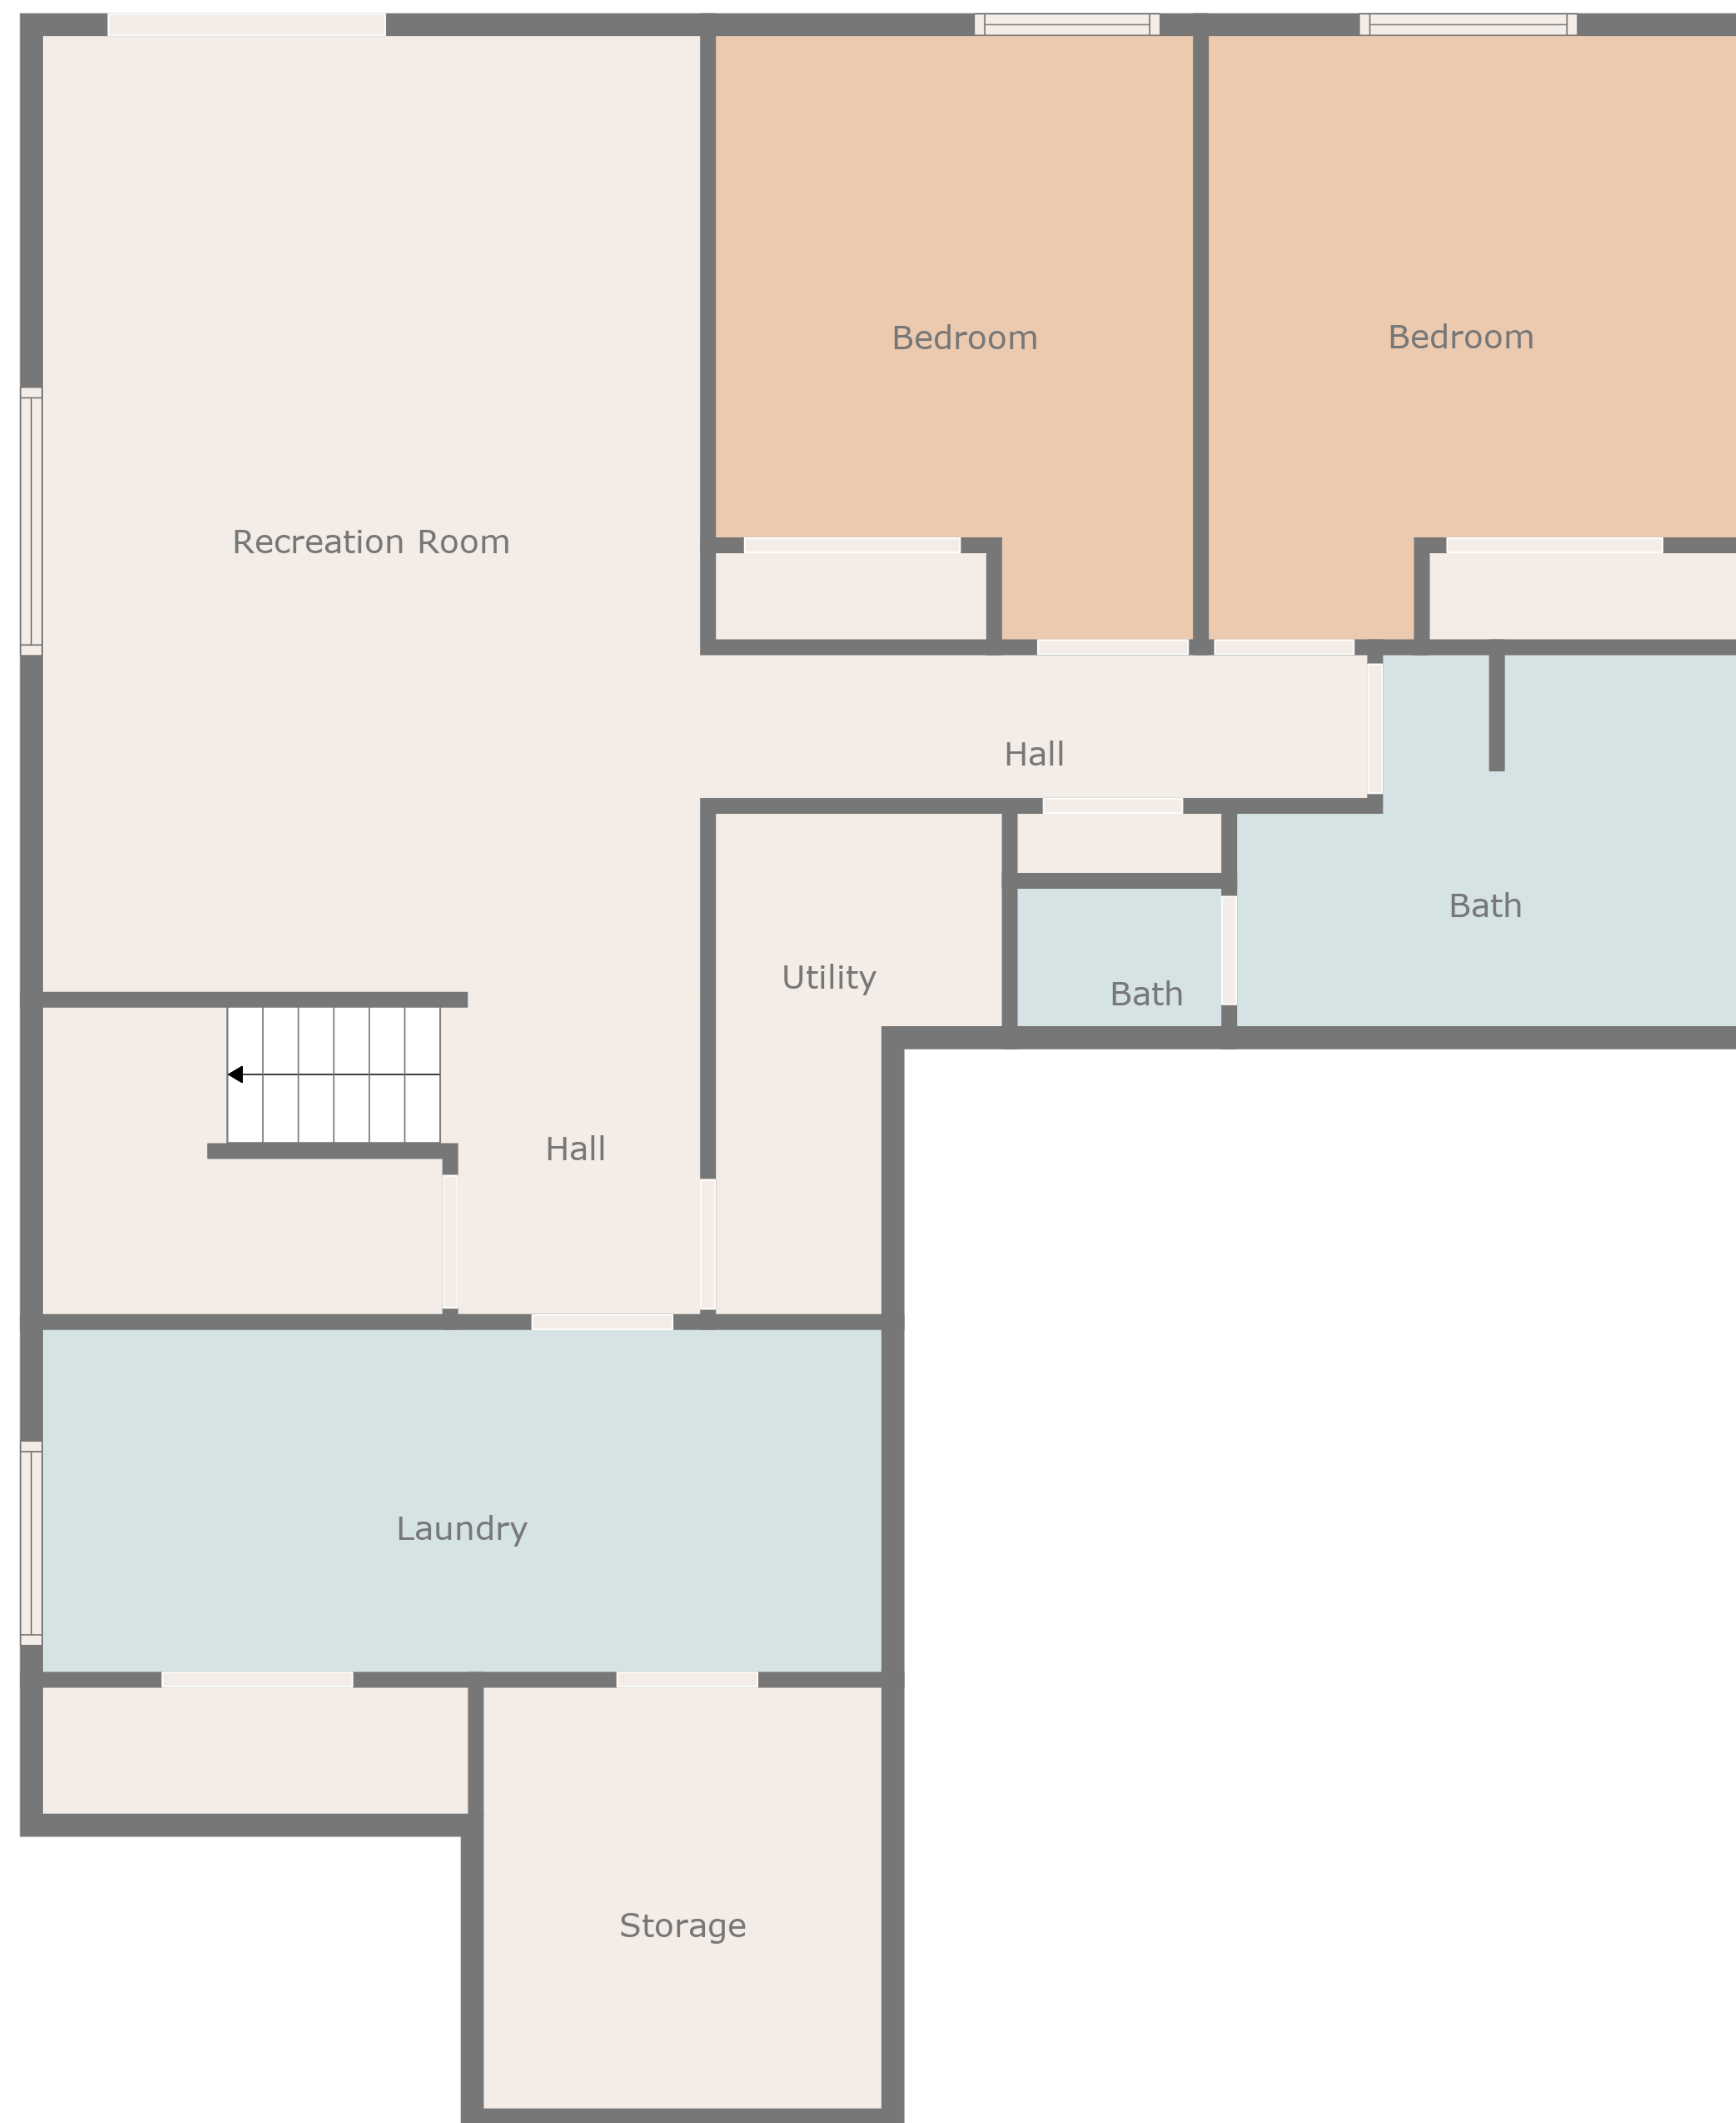 Bedroom
Bedroom
Recreation Room
Hall
Bath
Utility
Bath
Hall
Laundry
Storage